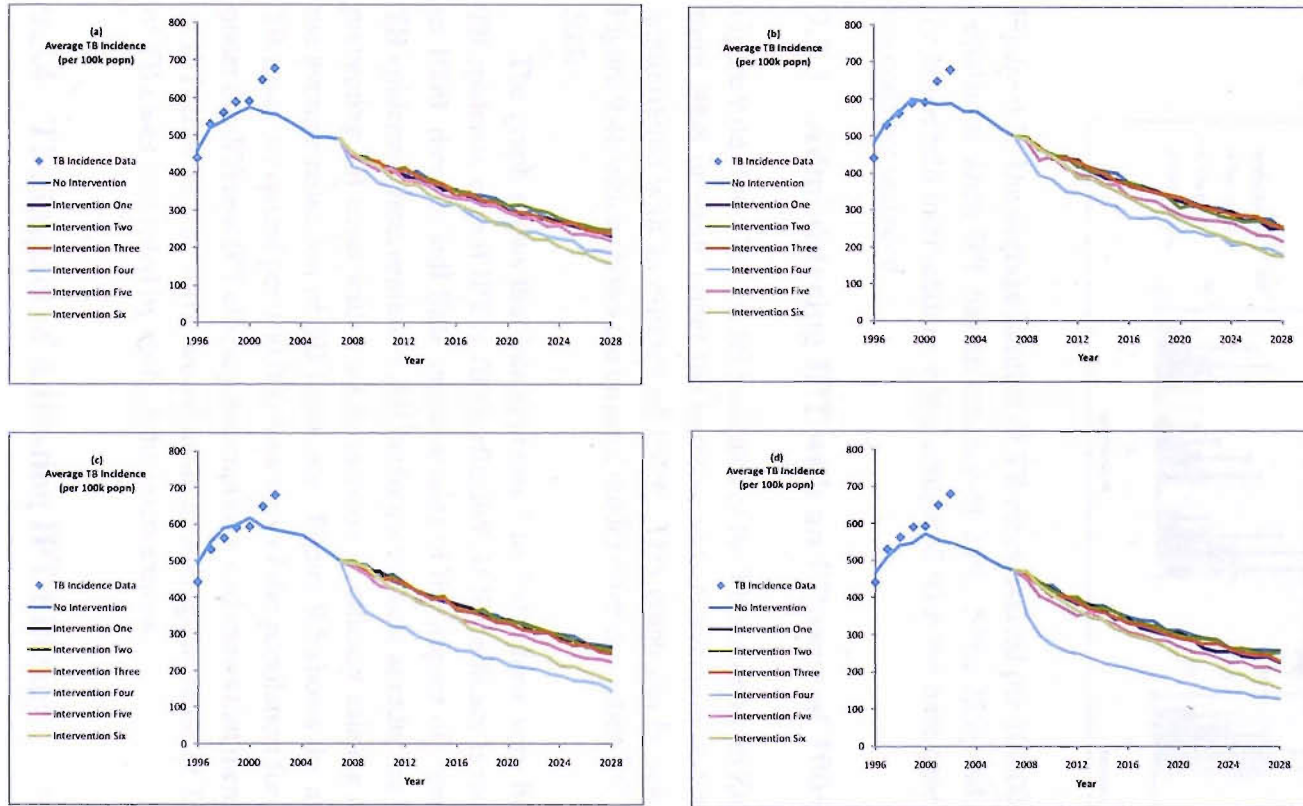 (a)
Average TB Incidence
(per 100k popn)
800
700
600
500
400
300
200
100
0
TB Incidence Data
No Intervention
Intervention One
Intervention Two
Intervention Three
Intervention Four
Intervention Five
Intervention Six
1996 2000 2004 2008 2012 2016 2020 2024 2028
Year
(b)
Average TB Incidence
(per 100k popn)
800
700
600
500
400
300
200
100
0
TB Incidence Data
No Intervention
Intervention One
Intervention Two
Intervention Three
Intervention Four
Intervention Five
Intervention Six
1996 2000 2004 2008 2012 2016 2020 2024 2028
Year
(c)
Average TB Incidence
(per 100k popn)
800
700
600
500
400
300
200
100
0
TB Incidence Data
No Intervention
Intervention One
Intervention Two
Intervention Three
Intervention Four
Intervention Five
Intervention Six
1996 2000 2004 2008 2012 2016 2020 2024 2028
Year
(d)
Average TB Incidence
(per 100k popn)
800
700
600
500
400
300
200
100
0
TB Incidence Data
No Intervention
Intervention One
Intervention Two
Intervention Three
Intervention Four
Intervention Five
Intervention Six
1996 2000 2004 2008 2012 2016 2020 2024 2028
Year